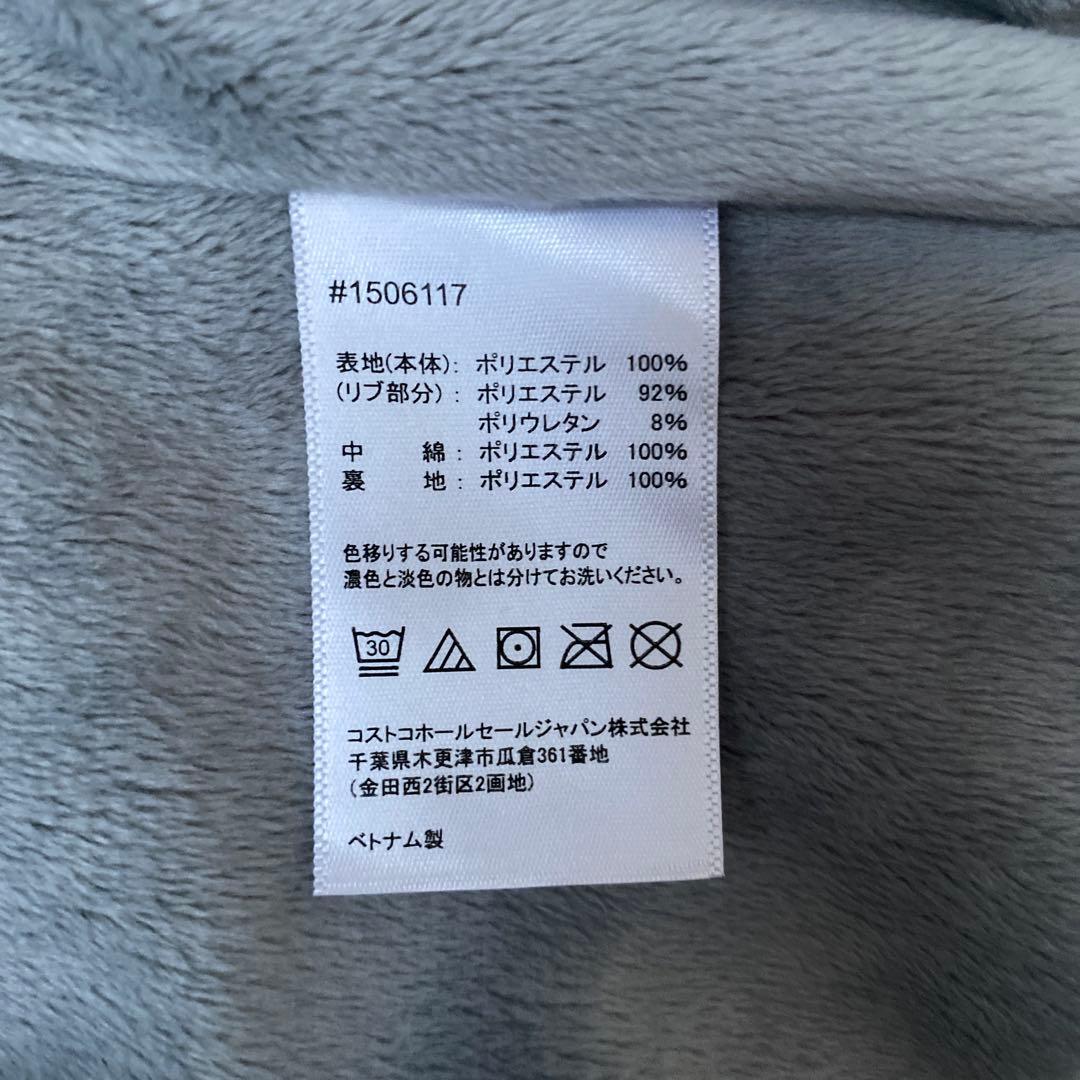 #1506117
表地(本体): ポリエステル 100%
(リブ部分): ポリエステル 92%
ポリウレタン 8%
中 綿: ポリエステル 100%
裏 地: ポリエステル 100%
色移りする可能性がありますので
濃色と淡色の物とは分けてお洗いください。
30
コストコホールセールジャパン株式会社
千葉県木更津市瓜倉361番地
(金田西2街区2画地)
ベトナム製